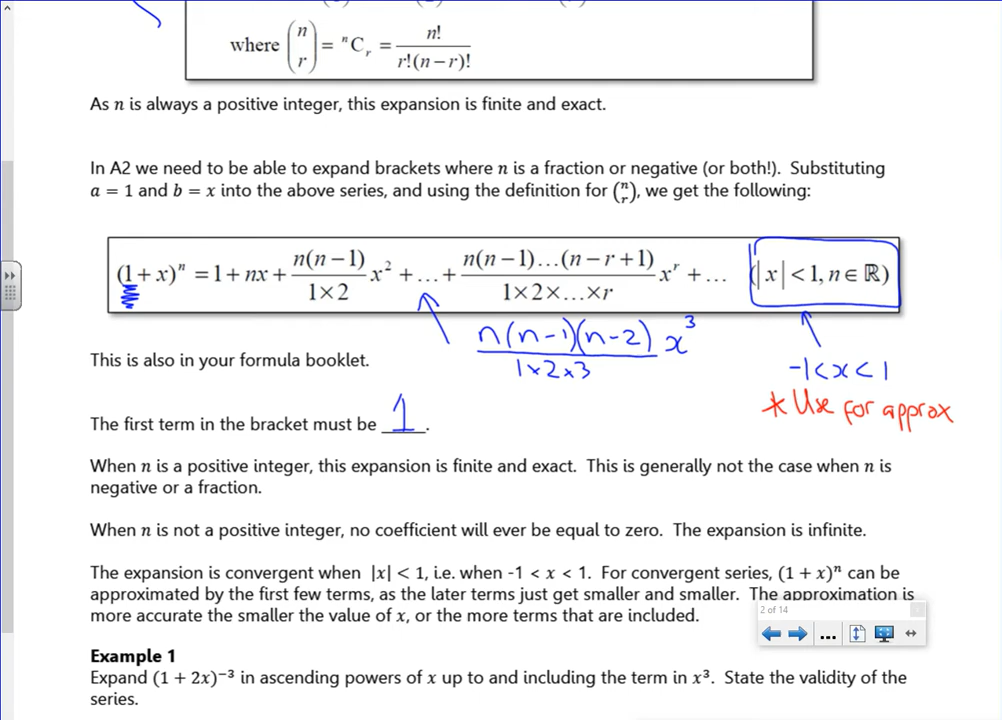 where (n r) = ⁿCᵣ = n! / r!(n−r)!
As n is always a positive integer, this expansion is finite and exact.
In A2 we need to be able to expand brackets where n is a fraction or negative (or both!). Substituting
a = 1 and b = x into the above series, and using the definition for (n r), we get the following:
(1 + x)ⁿ = 1 + nx + n(n−1) / 1×2 x² + … + n(n−1)…(n−r+1) / 1×2×…×r xʳ + … (|x| < 1, n ∈ ℝ)
n(n-1)(n-2) / 1×2×3 x³
This is also in your formula booklet.
-1<x<1
* Use for approx
The first term in the bracket must be 1.
When n is a positive integer, this expansion is finite and exact. This is generally not the case when n is
negative or a fraction.
When n is not a positive integer, no coefficient will ever be equal to zero. The expansion is infinite.
The expansion is convergent when |x| < 1, i.e. when -1 < x < 1. For convergent series, (1 + x)ⁿ can be
approximated by the first few terms, as the later terms just get smaller and smaller. The approximation is
more accurate the smaller the value of x, or the more terms that are included.
2 of 14
Example 1
Expand (1 + 2x)⁻³ in ascending powers of x up to and including the term in x³. State the validity of the
series.